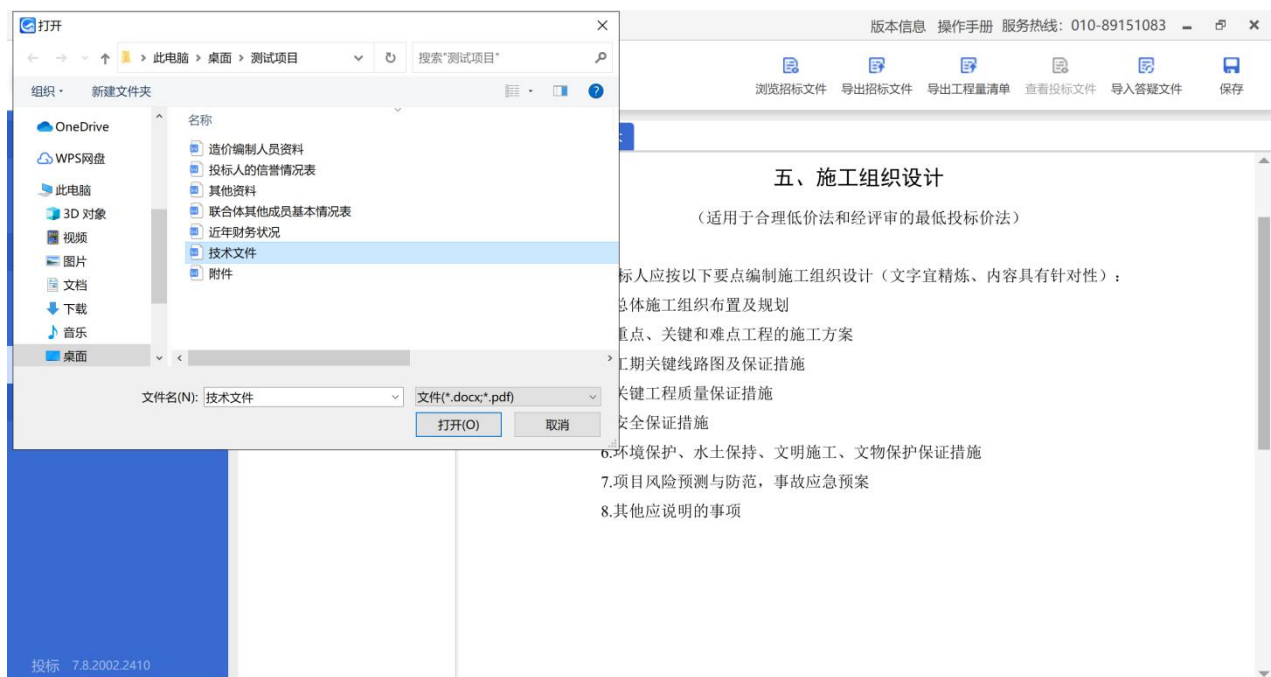 打开
版本信息 操作手册 服务热线：010-89151083
此电脑 › 桌面 › 测试项目
搜索"测试项目"
组织 新建文件夹
浏览招标文件 导出招标文件 导出工程量清单 查看投标文件 导入答疑文件 保存
OneDrive
WPS网盘
此电脑
3D 对象
视频
图片
文档
下载
音乐
桌面
名称
造价编制人员资料
投标人的信誉情况表
其他资料
联合体其他成员基本情况表
近年财务状况
技术文件
附件
文件名(N): 技术文件
文件(*.docx;*.pdf)
打开(O) 取消
五、施工组织设计
（适用于合理低价法和经评审的最低投标价法）
标人应按以下要点编制施工组织设计（文字宜精炼、内容具有针对性）：
总体施工组织布置及规划
重点、关键和难点工程的施工方案
工期关键线路图及保证措施
关键工程质量保证措施
安全保证措施
6.环境保护、水土保持、文明施工、文物保护保证措施
7.项目风险预测与防范，事故应急预案
8.其他应说明的事项
投标 7.8.2002.2410